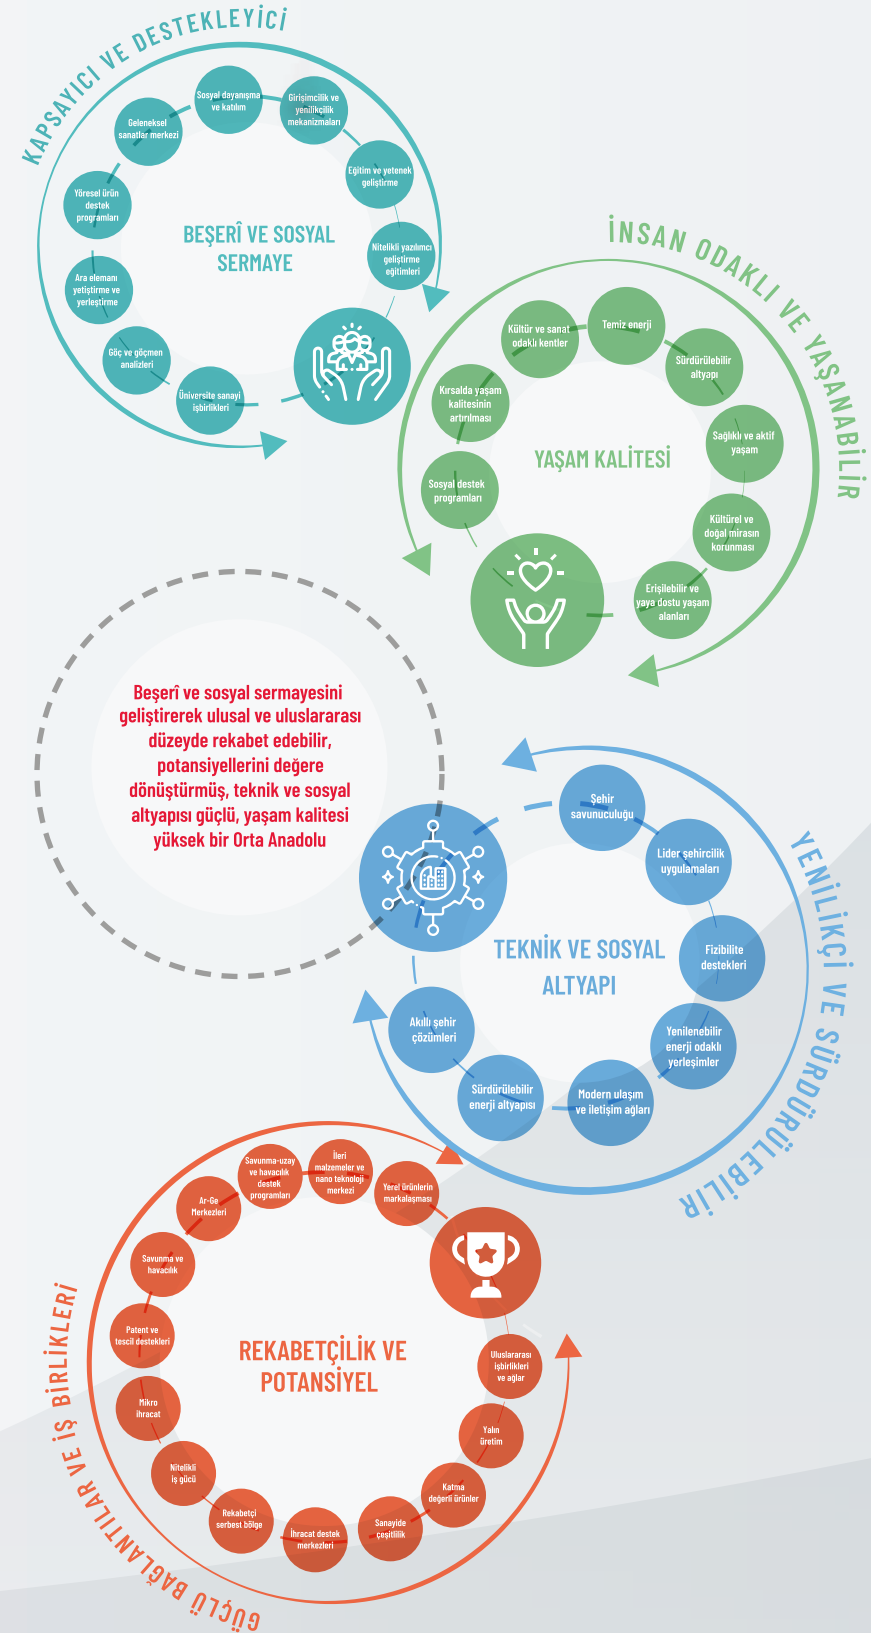 KAPSAYICI VE DESTEKLEYİCİ
Sosyal dayanışma
ve katılım
Girişimcilik ve
yenilikçilik
mekanizmaları
Eğitim ve yetenek
geliştirme
Nitelikli yazılımcı
geliştirme
eğitimleri
Geleneksel
sanatlar merkezi
Yöresel ürün
destek
programları
Ara elemanı
yetiştirme ve
yerleştirme
Göç ve göçmen
analizleri
Üniversite sanayi
işbirlikleri
BEŞERÎ VE SOSYAL
SERMAYE
İNSAN ODAKLI VE YAŞANABİLİR
Temiz enerji
Sürdürülebilir
altyapı
Sağlıklı ve aktif
yaşam
Kültürel ve
doğal mirasın
korunması
Erişilebilir ve
yaya dostu yaşam
alanları
Kültür ve sanat
odaklı kentler
Kırsalda yaşam
kalitesinin
artırılması
Sosyal destek
programları
YAŞAM KALİTESİ
Beşerî ve sosyal sermayesini
geliştirerek ulusal ve uluslararası
düzeyde rekabet edebilir,
potansiyellerini değere
dönüştürmüş, teknik ve sosyal
altyapısı güçlü, yaşam kalitesi
yüksek bir Orta Anadolu
YENİLİKÇİ VE SÜRDÜRÜLEBİLİR
Şehir
savunuculuğu
Lider şehircilik
uygulamaları
Fizibilite
destekleri
Yenilenebilir
enerji odaklı
yerleşimler
Modern ulaşım
ve iletişim ağları
Sürdürülebilir
enerji altyapısı
Akıllı şehir
çözümleri
TEKNİK VE SOSYAL
ALTYAPI
GÜÇLÜ BAĞLANTILAR VE İŞ BİRLİKLERİ
Yerel ürünlerin
markalaşması
İleri
malzemeler ve
nano teknoloji
merkezi
Savunma-uzay
ve havacılık
destek
programları
Ar-Ge
Merkezleri
Savunma ve
havacılık
Patent ve
tescil destekleri
Mikro
ihracat
Nitelikli
iş gücü
Rekabetçi
serbest bölge
İhracat destek
merkezleri
Sanayide
çeşitlilik
Katma
değerli ürünler
Yalın
üretim
Uluslararası
işbirlikleri
ve ağlar
REKABETÇİLİK VE
POTANSİYEL